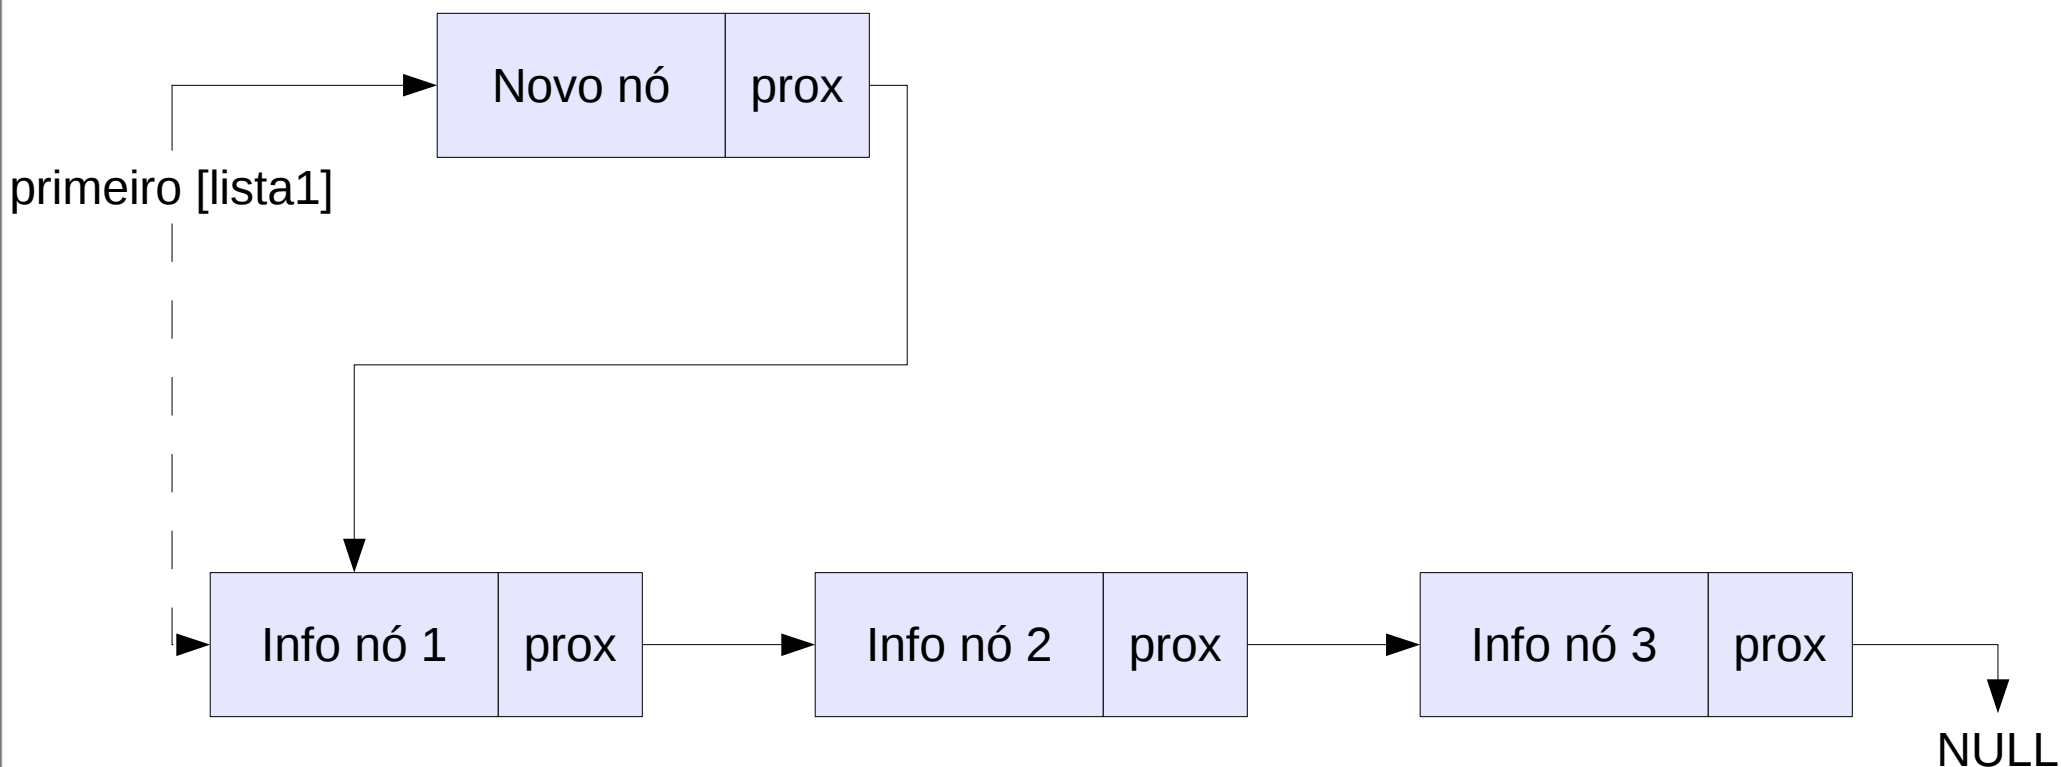 Novo nó prox
primeiro [lista1]
Info nó 1 prox Info nó 2 prox Info nó 3 prox
NULL